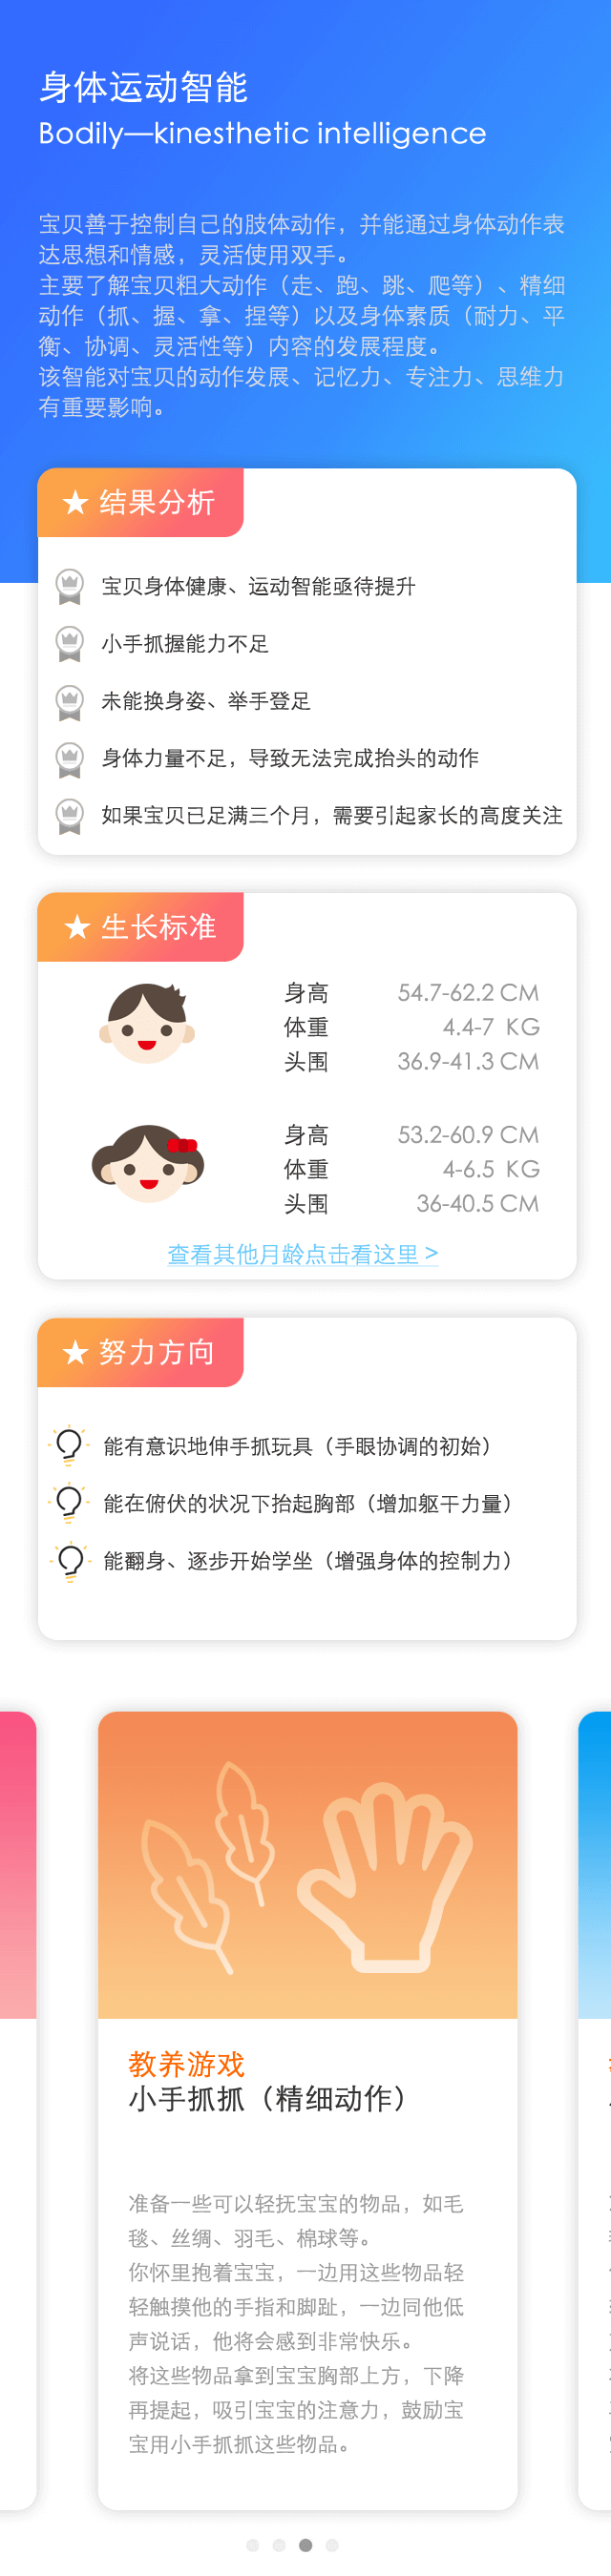 身体运动智能
Bodily—kinesthetic intelligence
宝贝善于控制自己的肢体动作，并能通过身体动作表
达思想和情感，灵活使用双手。
主要了解宝贝粗大动作（走、跑、跳、爬等）、精细
动作（抓、握、拿、捏等）以及身体素质（耐力、平
衡、协调、灵活性等）内容的发展程度。
该智能对宝贝的动作发展、记忆力、专注力、思维力
有重要影响。
★ 结果分析
宝贝身体健康、运动智能亟待提升
小手抓握能力不足
未能换身姿、举手登足
身体力量不足，导致无法完成抬头的动作
如果宝贝已足满三个月，需要引起家长的高度关注
★ 生长标准
身高 54.7-62.2 CM
体重 4.4-7 KG
头围 36.9-41.3 CM
身高 53.2-60.9 CM
体重 4-6.5 KG
头围 36-40.5 CM
查看其他月龄点击看这里 >
★ 努力方向
能有意识地伸手抓玩具（手眼协调的初始）
能在俯伏的状况下抬起胸部（增加躯干力量）
能翻身、逐步开始学坐（增强身体的控制力）
教养游戏
小手抓抓（精细动作）
准备一些可以轻抚宝宝的物品，如毛
毯、丝绸、羽毛、棉球等。
你怀里抱着宝宝，一边用这些物品轻
轻触摸他的手指和脚趾，一边同他低
声说话，他将会感到非常快乐。
将这些物品拿到宝宝胸部上方，下降
再提起，吸引宝宝的注意力，鼓励宝
宝用小手抓抓这些物品。